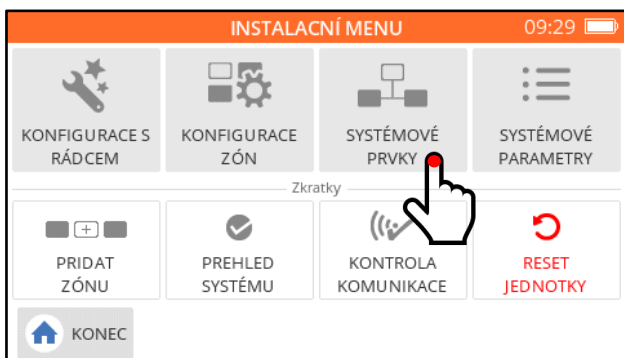 INSTALACNÍ MENU 09:29
KONFIGURACE S
RÁDCEM
KONFIGURACE
ZÓN
SYSTÉMOVÉ
PRVKY
SYSTÉMOVÉ
PARAMETRY
Zkratky
PRIDAT
ZÓNU
PREHLED
SYSTÉMU
KONTROLA
KOMUNIKACE
RESET
JEDNOTKY
KONEC